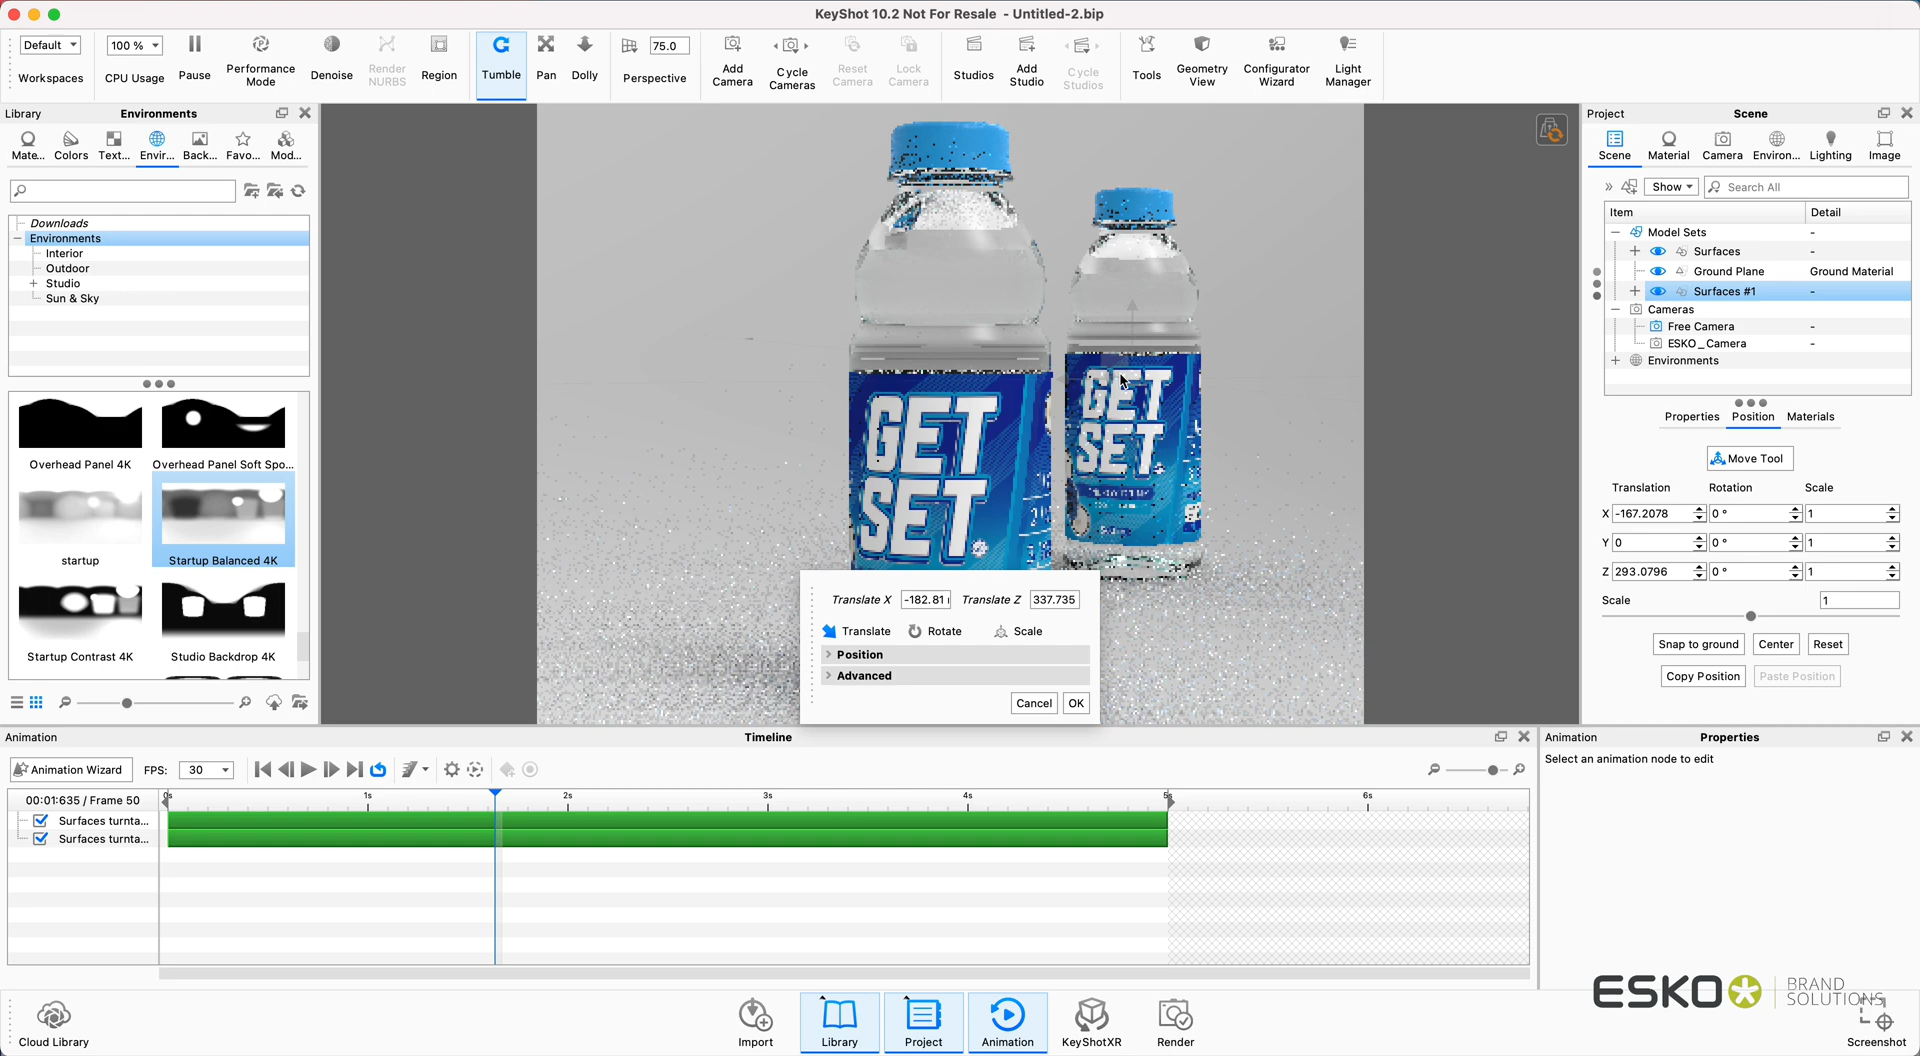 KeyShot 10.2 Not For Resale - Untitled-2.bip
Default
Workspaces
100 %
CPU Usage
Pause
Performance Mode
Denoise
Render NURBS
Region
Tumble
Pan
Dolly
75.0
Perspective
Add Camera
Cycle Cameras
Reset Camera
Lock Camera
Studios
Add Studio
Cycle Studios
Tools
Geometry View
Configurator Wizard
Light Manager
Library
Environments
Mate...
Colors
Text...
Envir...
Back...
Favo...
Mod...
Downloads
Environments
Interior
Outdoor
Studio
Sun & Sky
Overhead Panel 4K
Overhead Panel Soft Spo...
startup
Startup Balanced 4K
Startup Contrast 4K
Studio Backdrop 4K
GET
SET
GET
SET
Translate X -182.81 Translate Z 337.735
Translate Rotate Scale
Position
Advanced
Cancel OK
Project
Scene
Scene
Material
Camera
Environ...
Lighting
Image
Show
Search All
Item Detail
Model Sets -
Surfaces -
Ground Plane Ground Material
Surfaces #1 -
Cameras
Free Camera -
ESKO_Camera -
Environments
Properties Position Materials
Move Tool
Translation Rotation Scale
X -167.2078 0 ° 1
Y 0 0 ° 1
Z 293.0796 0 ° 1
Scale 1
Snap to ground Center Reset
Copy Position Paste Position
Animation
Timeline
Animation Wizard FPS: 30
00:01:635 / Frame 50
0s 1s 2s 3s 4s 5s 6s
Surfaces turnta...
Surfaces turnta...
Animation
Properties
Select an animation node to edit
ESKO
BRAND
SOLUTIONS
Cloud Library
Import
Library
Project
Animation
KeyShotXR
Render
Screenshot